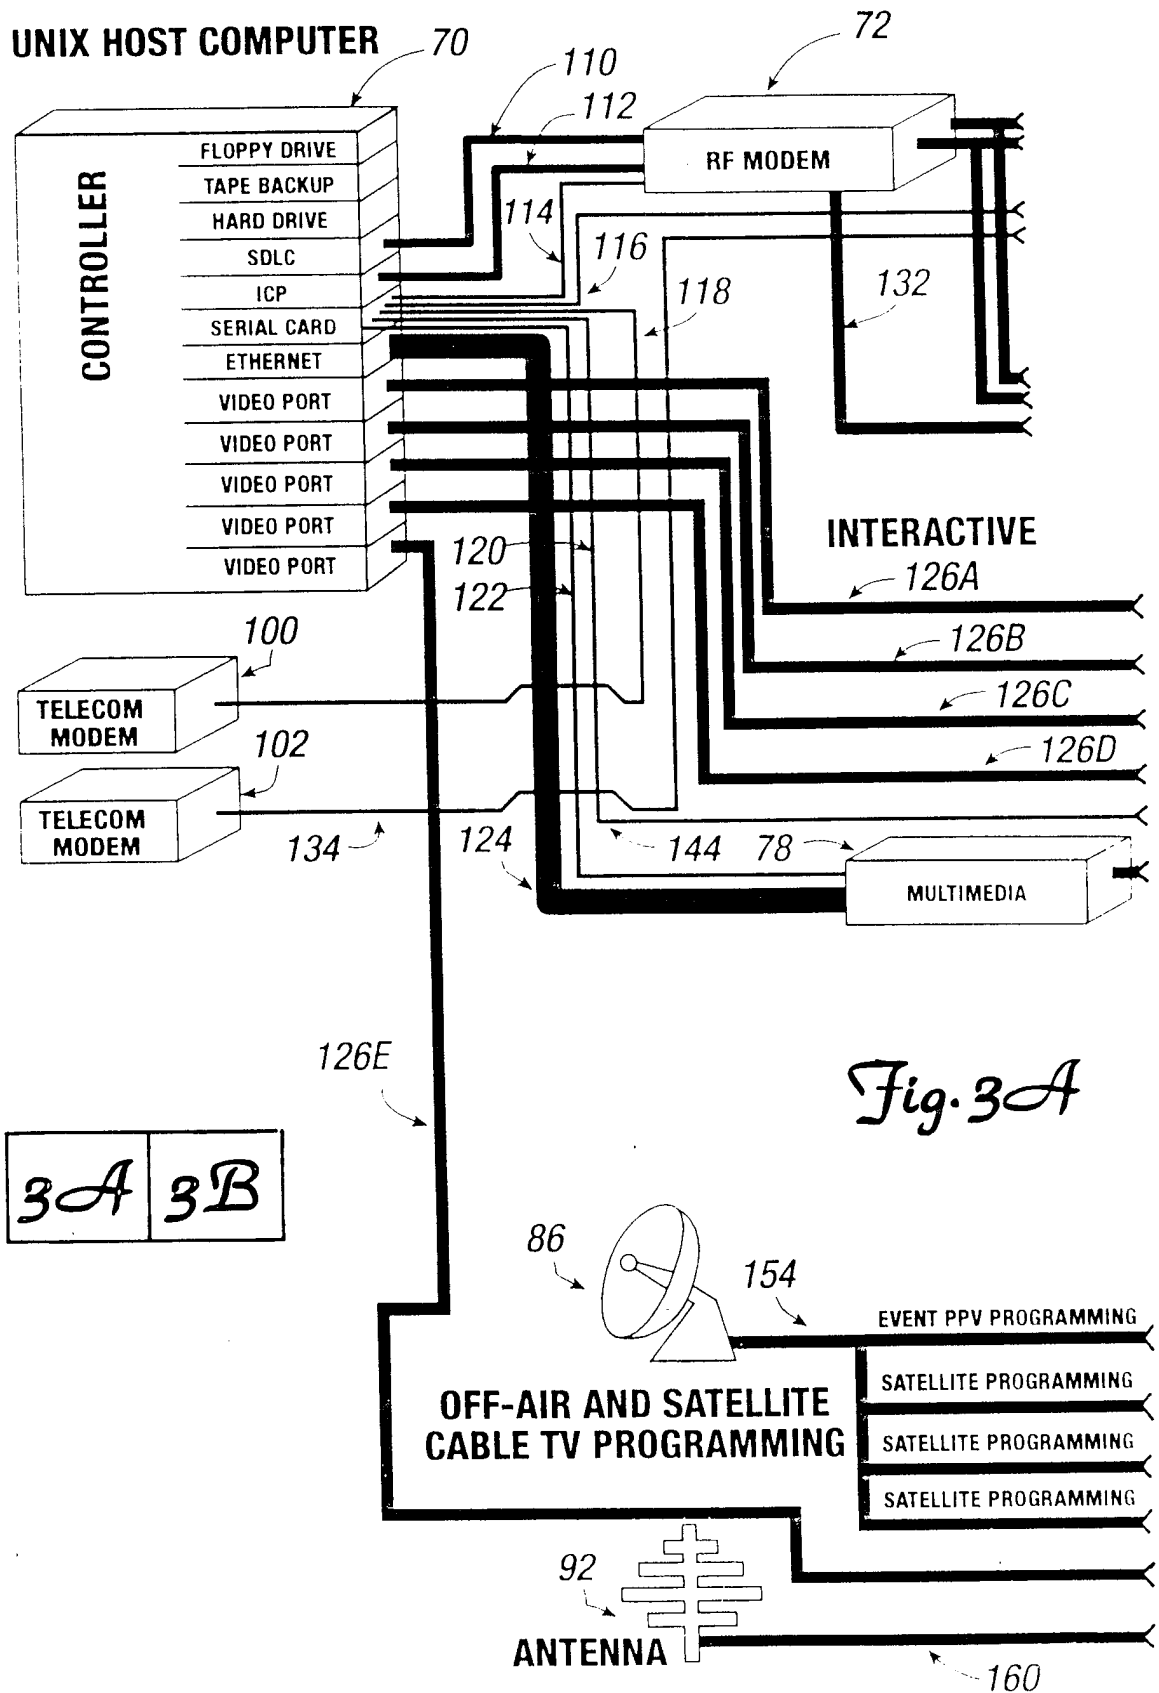 UNIX HOST COMPUTER
70
72
110
112
CONTROLLER
FLOPPY DRIVE
TAPE BACKUP
HARD DRIVE
SDLC
ICP
SERIAL CARD
ETHERNET
VIDEO PORT
VIDEO PORT
VIDEO PORT
VIDEO PORT
VIDEO PORT
RF MODEM
114
116
118
132
120
122
INTERACTIVE
126A
126B
126C
126D
100
TELECOM
MODEM
102
TELECOM
MODEM
134
124
144
78
MULTIMEDIA
126E
Fig. 3A
3A
3B
86
154
EVENT PPV PROGRAMMING
SATELLITE PROGRAMMING
SATELLITE PROGRAMMING
SATELLITE PROGRAMMING
OFF-AIR AND SATELLITE
CABLE TV PROGRAMMING
92
ANTENNA
160